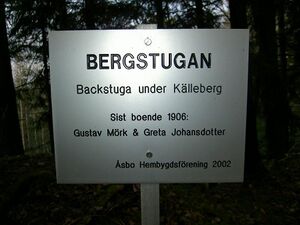 BERGSTUGAN
Backstuga under Källeberg
Sist boende 1906:
Gustav Mörk & Greta Johansdotter
Åsbo Hembygdsförening 2002